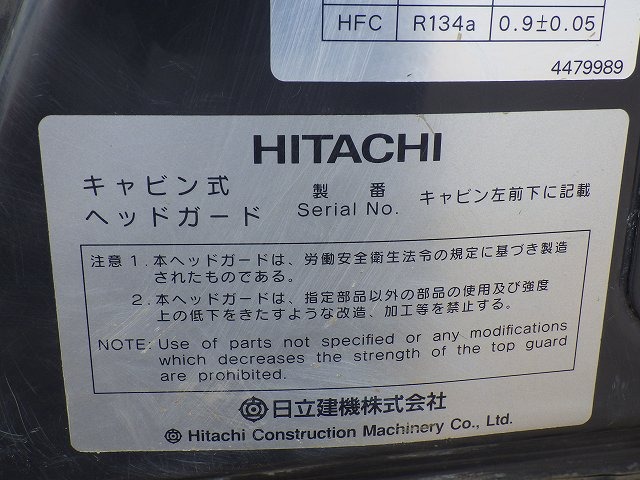 HFC R134a 0.9±0.05
4479989
HITACHI
キャビン式 製番 キャビン左前下に記載
ヘッドガード Serial No.
注意 1. 本ヘッドガードは、労働安全衛生法令の規定に基づき製造
されたものである。
2. 本ヘッドガードは、指定部品以外の部品の使用及び強度
上の低下をきたすような改造、加工等を禁止する。
NOTE: Use of parts not specified or any modifications
which decreases the strength of the top guard
are prohibited.
日立建機株式会社
Hitachi Construction Machinery Co., Ltd.